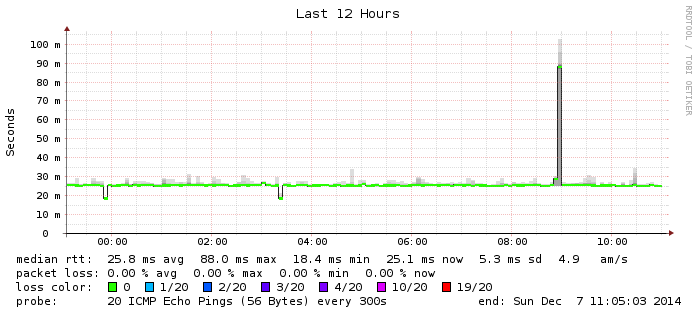 Last 12 Hours
RRDTOOL / TOBI OETIKER
Seconds
100 m
90 m
80 m
70 m
60 m
50 m
40 m
30 m
20 m
10 m
0
00:00 02:00 04:00 06:00 08:00 10:00
median rtt: 25.8 ms avg 88.0 ms max 18.4 ms min 25.1 ms now 5.3 ms sd 4.9 am/s
packet loss: 0.00 % avg 0.00 % max 0.00 % min 0.00 % now
loss color: 0 1/20 2/20 3/20 4/20 10/20 19/20
probe: 20 ICMP Echo Pings (56 Bytes) every 300s end: Sun Dec 7 11:05:03 2014